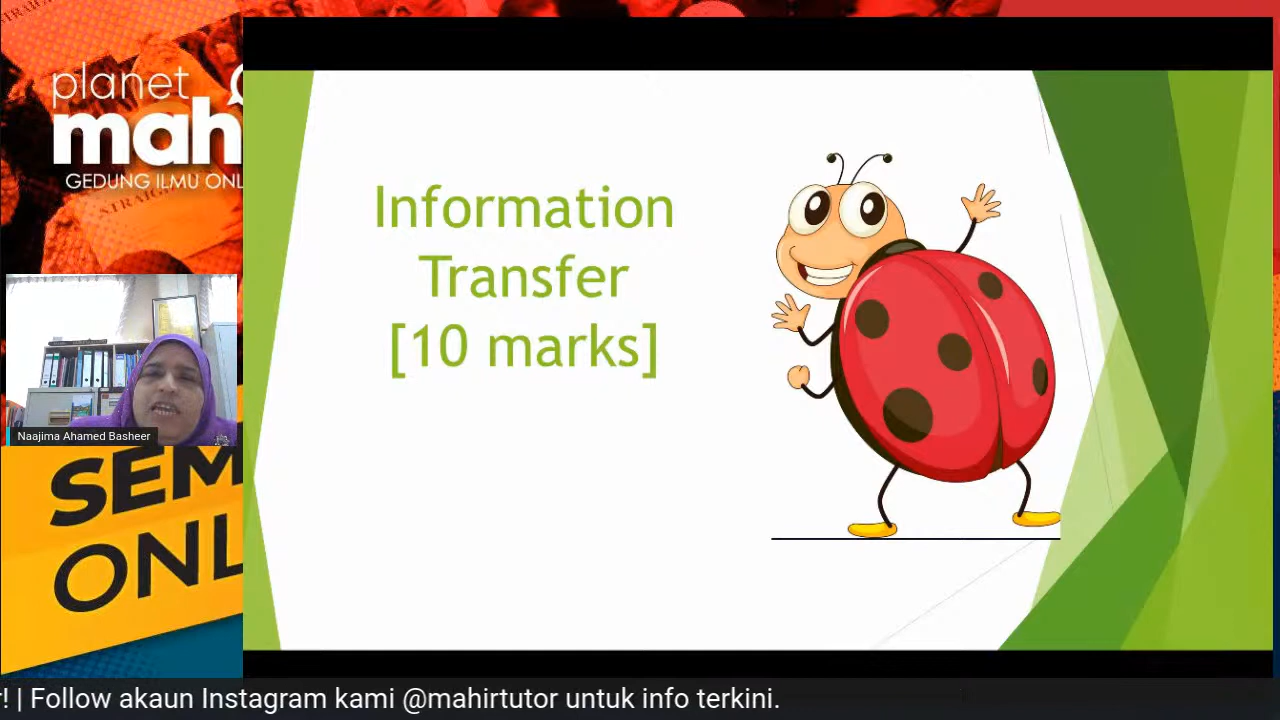 planet
mah
GEDUNG ILMU ONL
Information
Transfer
[10 marks]
Naajima Ahamed Basheer
SEM
ONL
r! | Follow akaun Instagram kami @mahirtutor untuk info terkini.